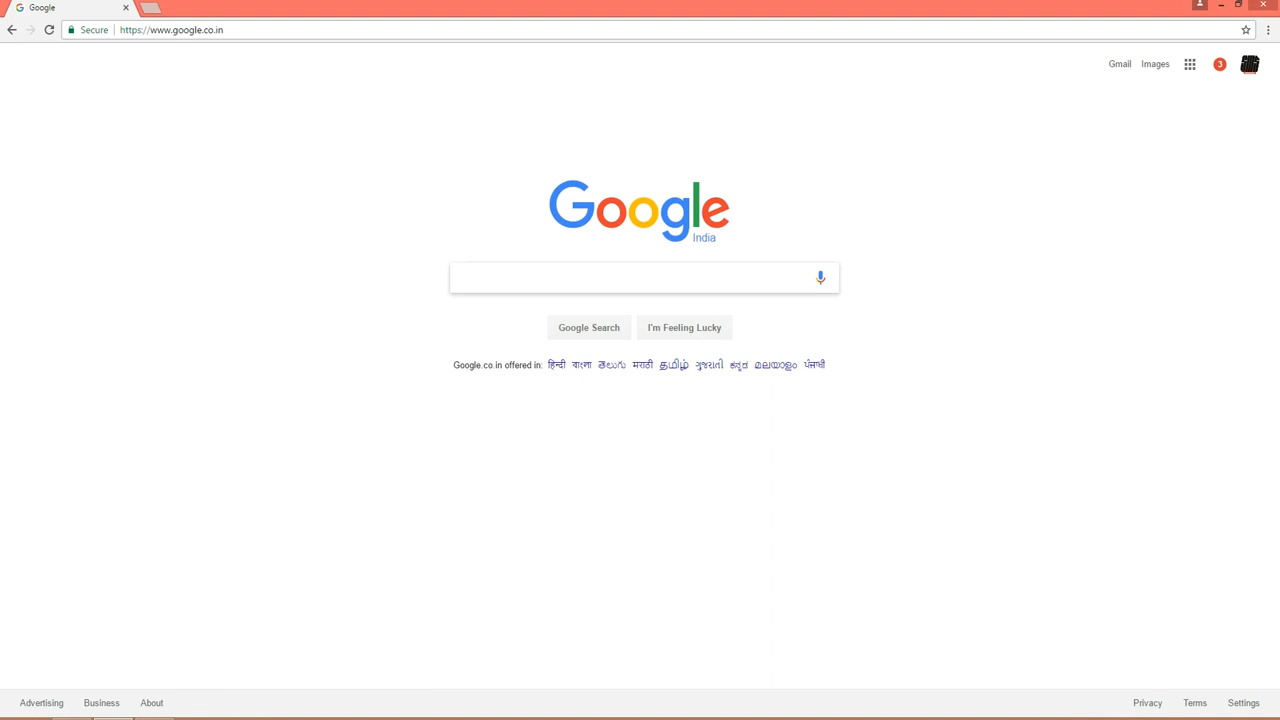 Google
Secure https://www.google.co.in
Gmail Images 3
Google
India
Google Search I'm Feeling Lucky
Google.co.in offered in: हिन्दी বাংলা తెలుగు मराठी தமிழ் ગુજરાતી ಕನ್ನಡ മലയാളം ਪੰਜਾਬੀ
Advertising Business About Privacy Terms Settings